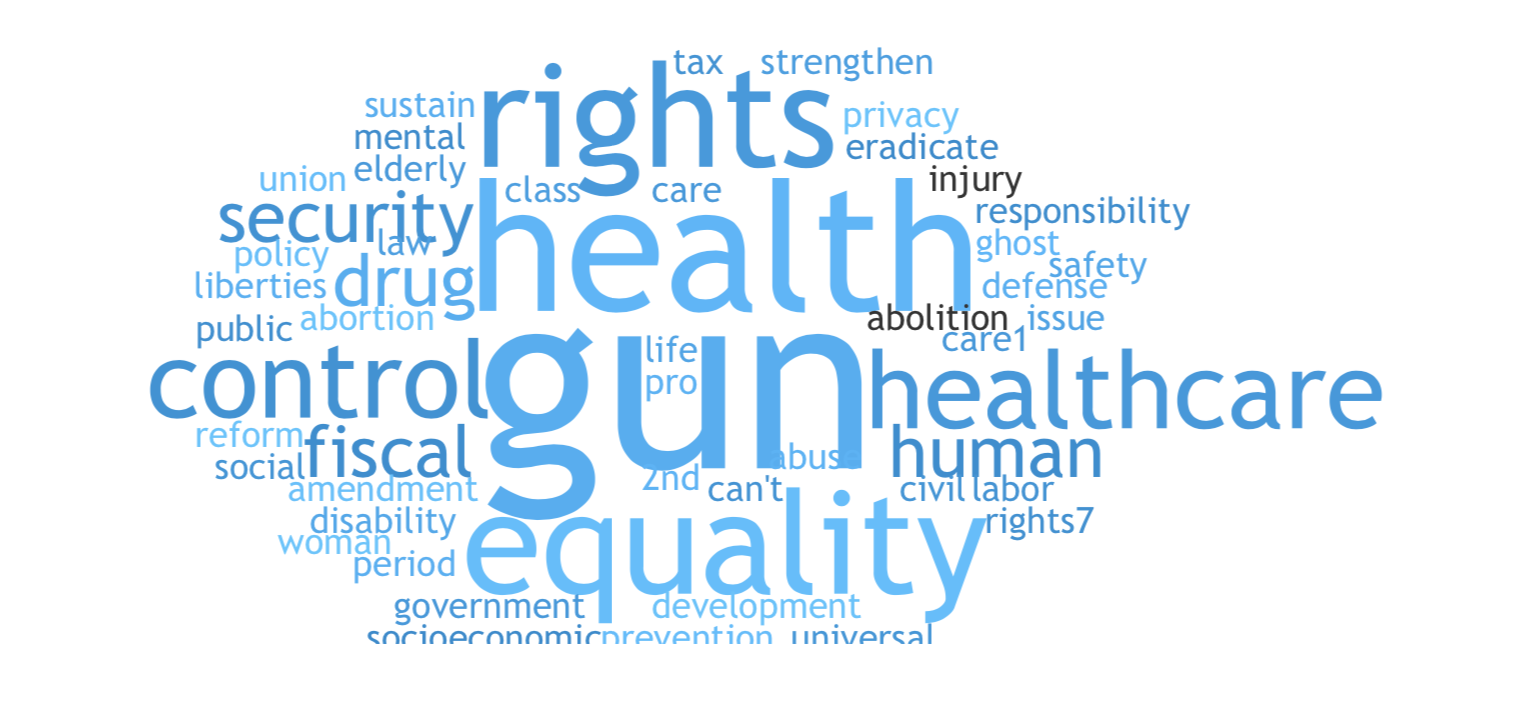 tax strengthen
sustain rights privacy
mental eradicate
union elderly class care injury
security health responsibility
policy law ghost safety
liberties drug defense
public abortion abolition issue
life care1
control gun healthcare
pro
reform fiscal human
social 2nd abuse
amendment can't civil labor
disability equality rights7
woman
period
government development
socioeconomic prevention universal